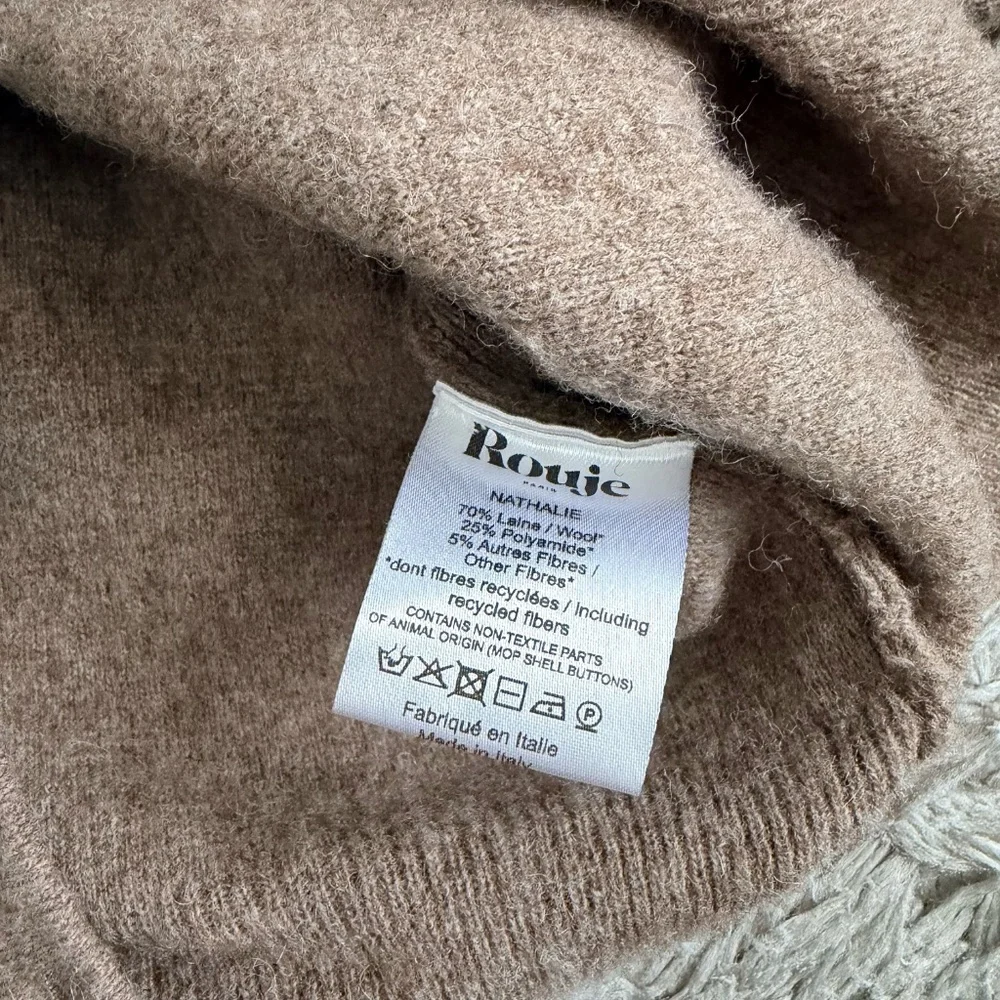 Rouje
PARIS
NATHALIE
70% Laine / Wool*
25% Polyamide*
5% Autres Fibres /
Other Fibres*
*dont fibres recyclées / Including
recycled fibers
CONTAINS NON-TEXTILE PARTS
OF ANIMAL ORIGIN (MOP SHELL BUTTONS)
P
Fabriqué en Italie
Made in Italy